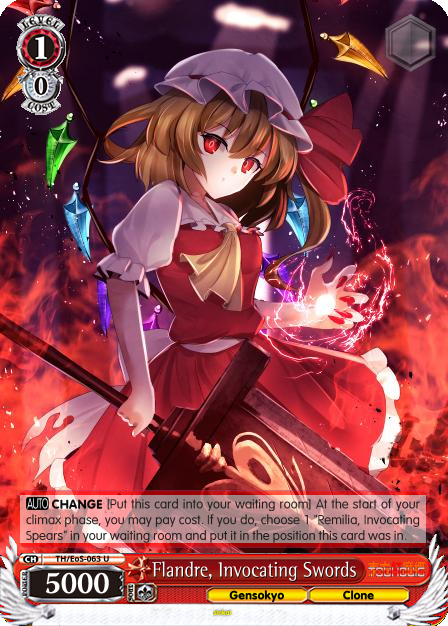 LEVEL
1
0
COST
AUTO CHANGE [Put this card into your waiting room] At the start of your
climax phase, you may pay cost. If you do, choose 1 "Remilia, Invocating
Spears" in your waiting room and put it in the position this card was in.
CH TH/EoS-063 U
POWER 5000 SOUL
Flandre, Invocating Swords
Gensokyo Clone